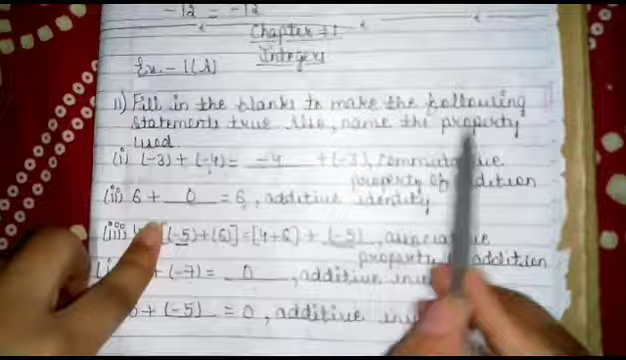 -12 = -12
Chapter - 1
Integers
Ex. - 1(A)
11) Fill in the blanks to make the following
statements true. Also, name the property
used.
(i) (-3) + (-4) = -4 + (-3), commutative
property of addition
(ii) 6 + 0 = 6, additive identity
(iii) [(-5) + (6)] = [4 + 6] + (-5), associative
property addition
+ (-7) = 0, additive
+ (-5) = 0, additive